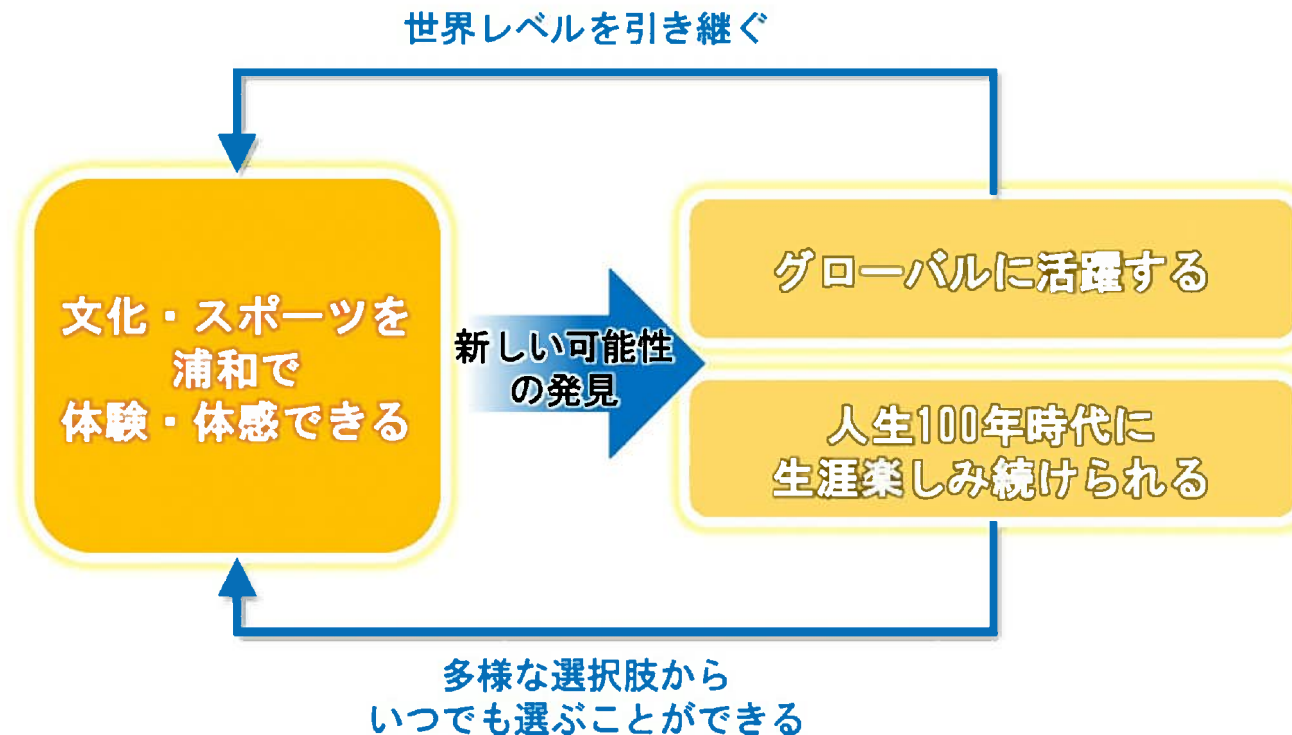 世界レベルを引き継ぐ
文化・スポーツを
浦和で
体験・体感できる
新しい可能性
の発見
グローバルに活躍する
人生100年時代に
生涯楽しみ続けられる
多様な選択肢から
いつでも選ぶことができる